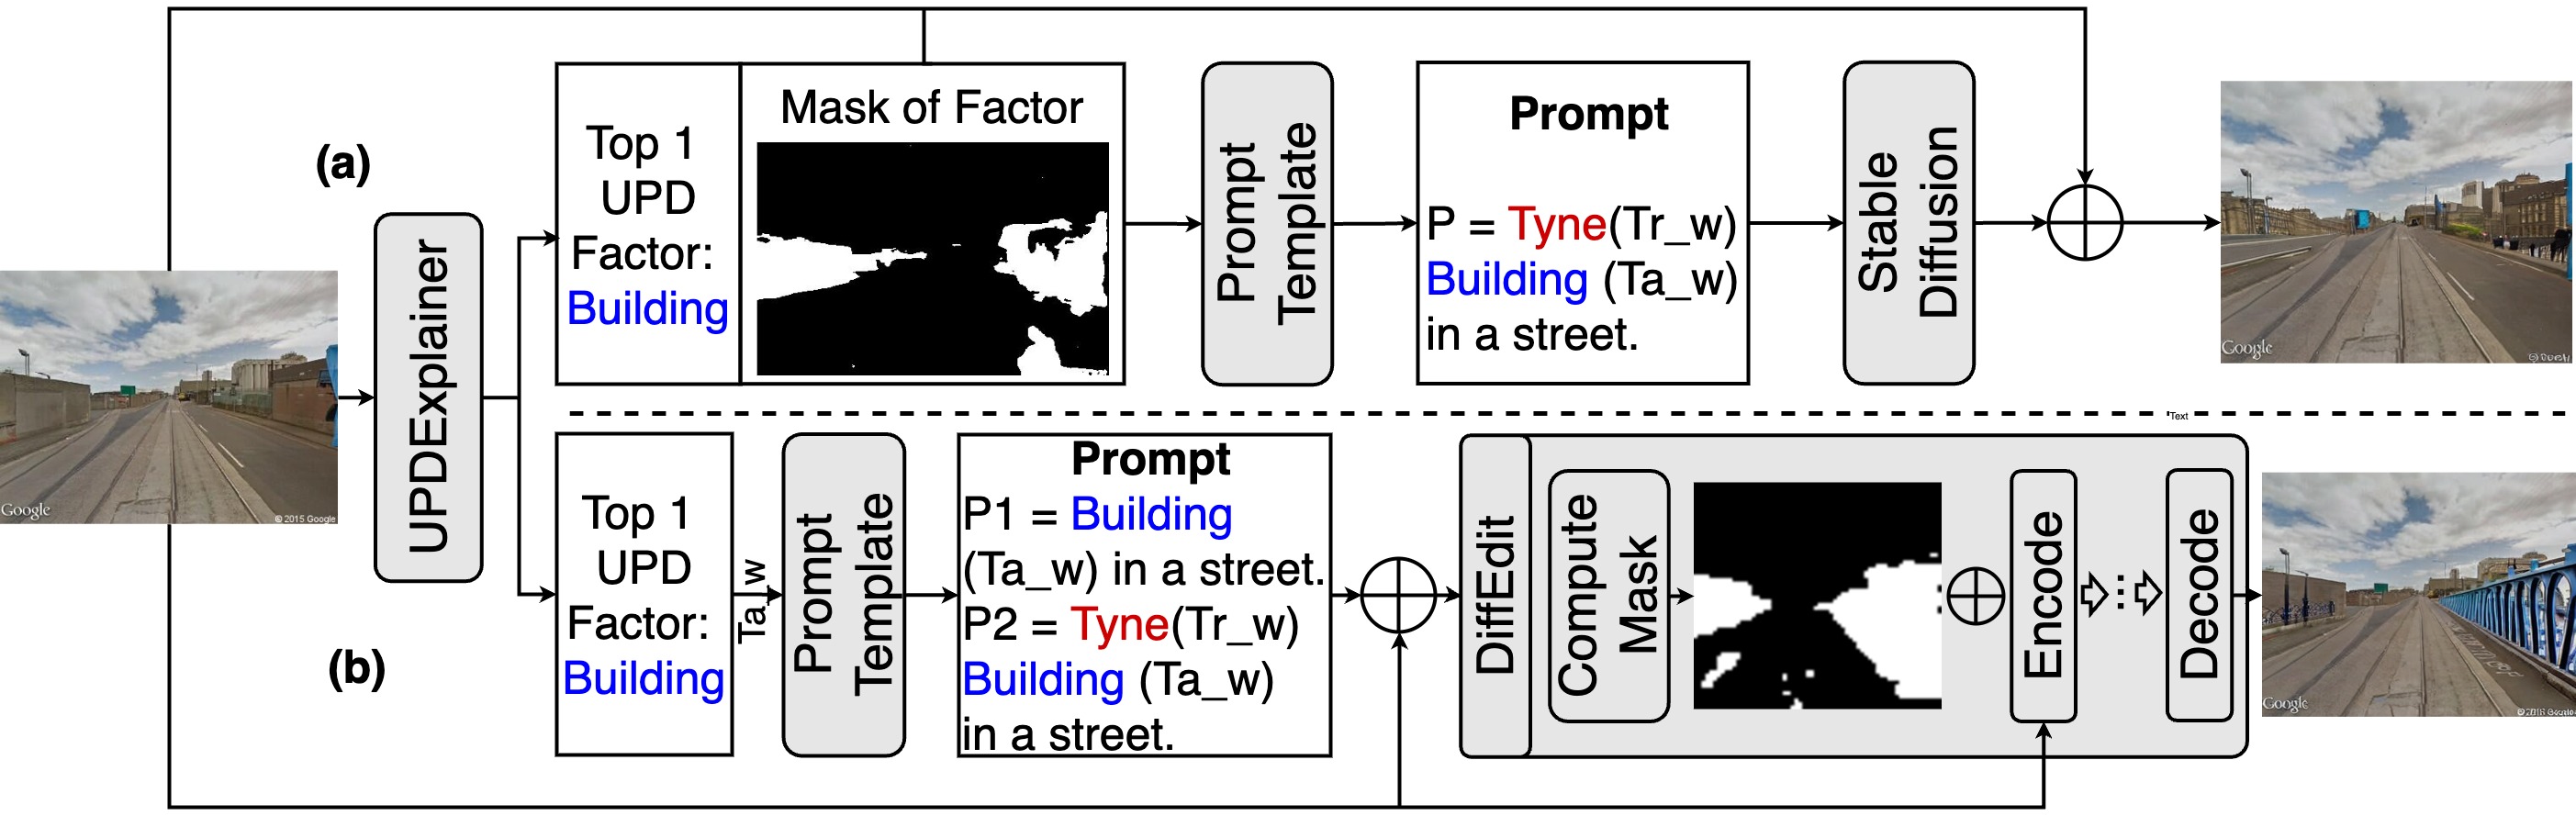 (a)
Google
© 2015 Google
UPDExplainer
Top 1
UPD
Factor:
Building
Mask of Factor
Prompt
Template
Prompt
P = Tyne(Tr_w)
Building (Ta_w)
in a street.
Stable
Diffusion
Google
Text
(b)
Top 1
UPD
Factor:
Building
Ta_w
Prompt
Template
Prompt
P1 = Building
(Ta_w) in a street.
P2 = Tyne(Tr_w)
Building (Ta_w)
in a street.
DiffEdit
Compute
Mask
Encode
Decode
Google